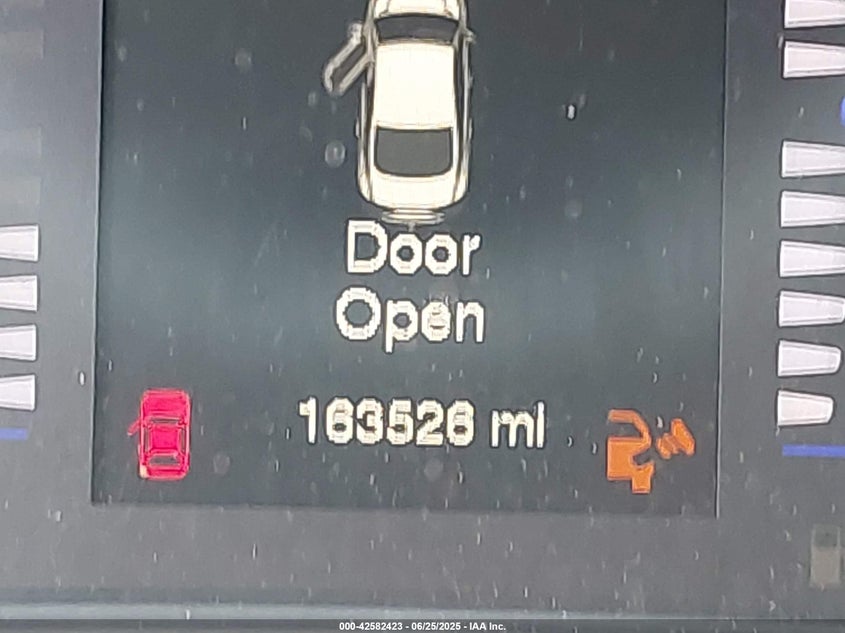 Door
Open
163526 mi
000-42582423 - 06/25/2025 - IAA Inc.